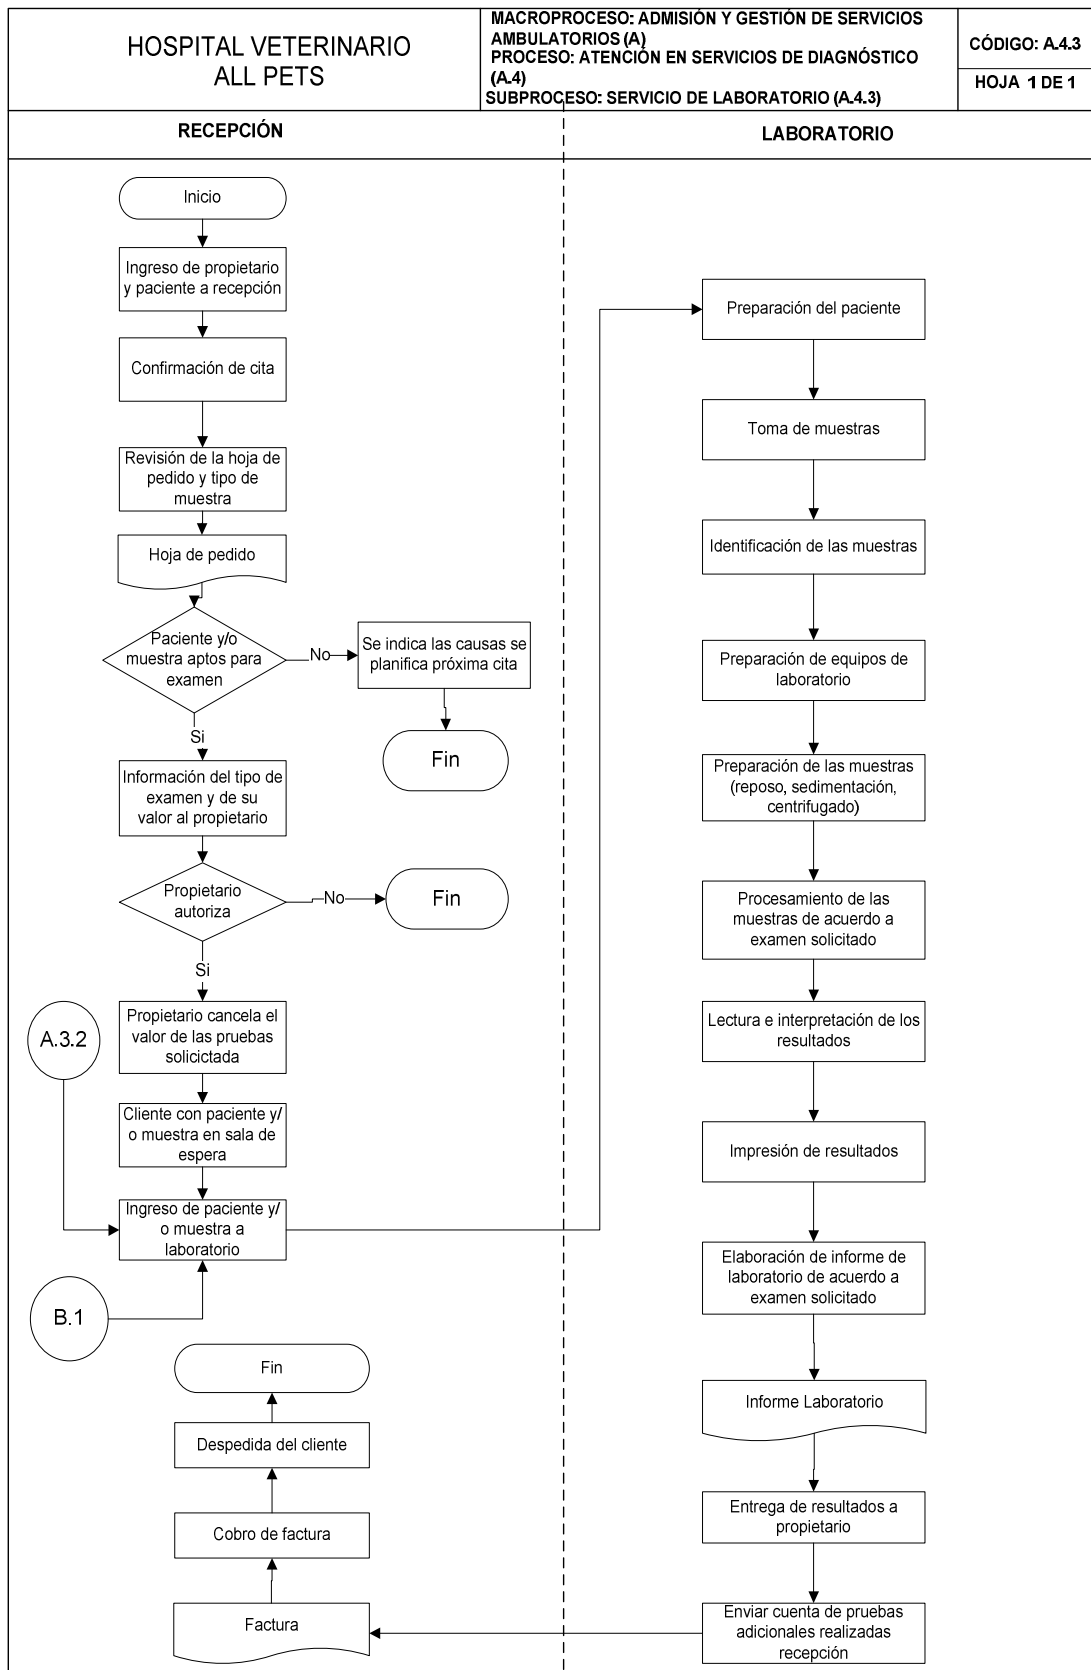 HOSPITAL VETERINARIO
ALL PETS
MACROPROCESO: ADMISIÓN Y GESTIÓN DE SERVICIOS
AMBULATORIOS (A)
PROCESO: ATENCIÓN EN SERVICIOS DE DIAGNÓSTICO
(A.4)
SUBPROCESO: SERVICIO DE LABORATORIO (A.4.3)
CÓDIGO: A.4.3
HOJA 1 DE 1
RECEPCIÓN
LABORATORIO
Inicio
Ingreso de propietario
y paciente a recepción
Confirmación de cita
Revisión de la hoja de
pedido y tipo de
muestra
Hoja de pedido
Paciente y/o
muestra aptos para
examen
No
Se indica las causas se
planifica próxima cita
Fin
Si
Información del tipo de
examen y de su
valor al propietario
Propietario
autoriza
No
Fin
Si
Propietario cancela el
valor de las pruebas
solicictada
A.3.2
Cliente con paciente y/
o muestra en sala de
espera
Ingreso de paciente y/
o muestra a
laboratorio
B.1
Preparación del paciente
Toma de muestras
Identificación de las muestras
Preparación de equipos de
laboratorio
Preparación de las muestras
(reposo, sedimentación,
centrifugado)
Procesamiento de las
muestras de acuerdo a
examen solicitado
Lectura e interpretación de los
resultados
Impresión de resultados
Elaboración de informe de
laboratorio de acuerdo a
examen solicitado
Informe Laboratorio
Entrega de resultados a
propietario
Enviar cuenta de pruebas
adicionales realizadas
recepción
Factura
Cobro de factura
Despedida del cliente
Fin